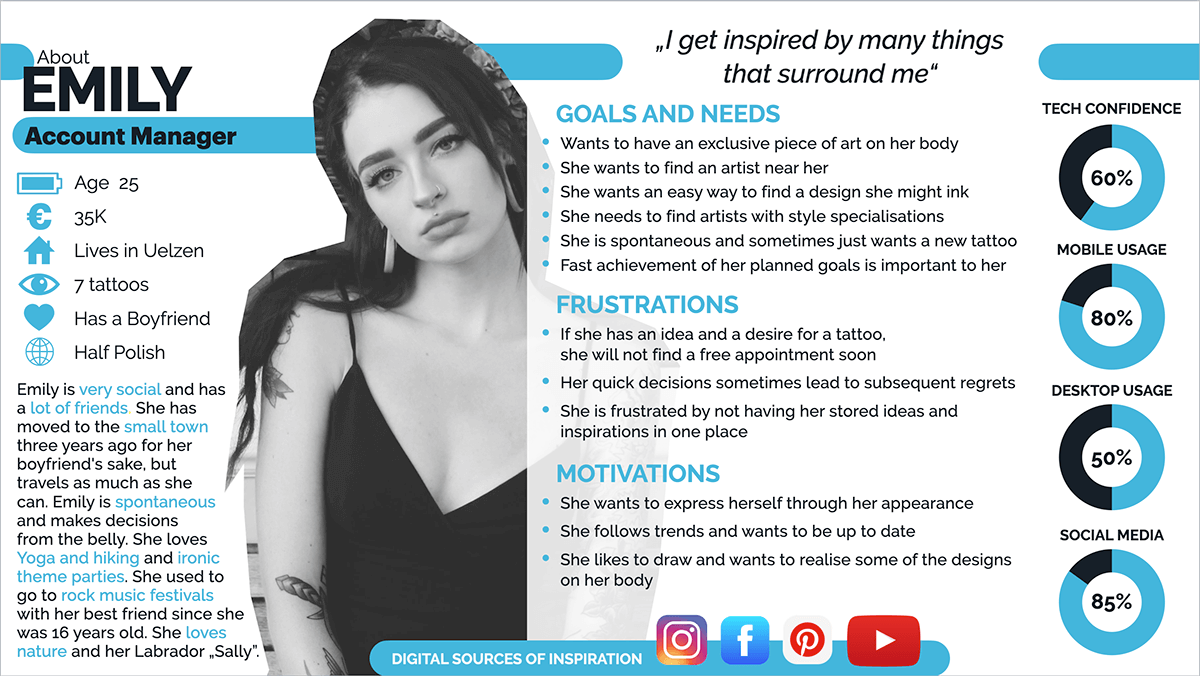 About
EMILY
Account Manager
Age 25
35K
Lives in Uelzen
7 tattoos
Has a Boyfriend
Half Polish
Emily is very social and has
a lot of friends. She has
moved to the small town
three years ago for her
boyfriend's sake, but
travels as much as she
can. Emily is spontaneous
and makes decisions
from the belly. She loves
Yoga and hiking and ironic
theme parties. She used to
go to rock music festivals
with her best friend since she
was 16 years old. She loves
nature and her Labrador „Sally”.
„I get inspired by many things
that surround me“
GOALS AND NEEDS
• Wants to have an exclusive piece of art on her body
• She wants to find an artist near her
• She wants an easy way to find a design she might ink
• She needs to find artists with style specialisations
• She is spontaneous and sometimes just wants a new tattoo
• Fast achievement of her planned goals is important to her
FRUSTRATIONS
• If she has an idea and a desire for a tattoo,
she will not find a free appointment soon
• Her quick decisions sometimes lead to subsequent regrets
• She is frustrated by not having her stored ideas and
inspirations in one place
MOTIVATIONS
• She wants to express herself through her appearance
• She follows trends and wants to be up to date
• She likes to draw and wants to realise some of the designs
on her body
DIGITAL SOURCES OF INSPIRATION
TECH CONFIDENCE
60%
MOBILE USAGE
80%
DESKTOP USAGE
50%
SOCIAL MEDIA
85%